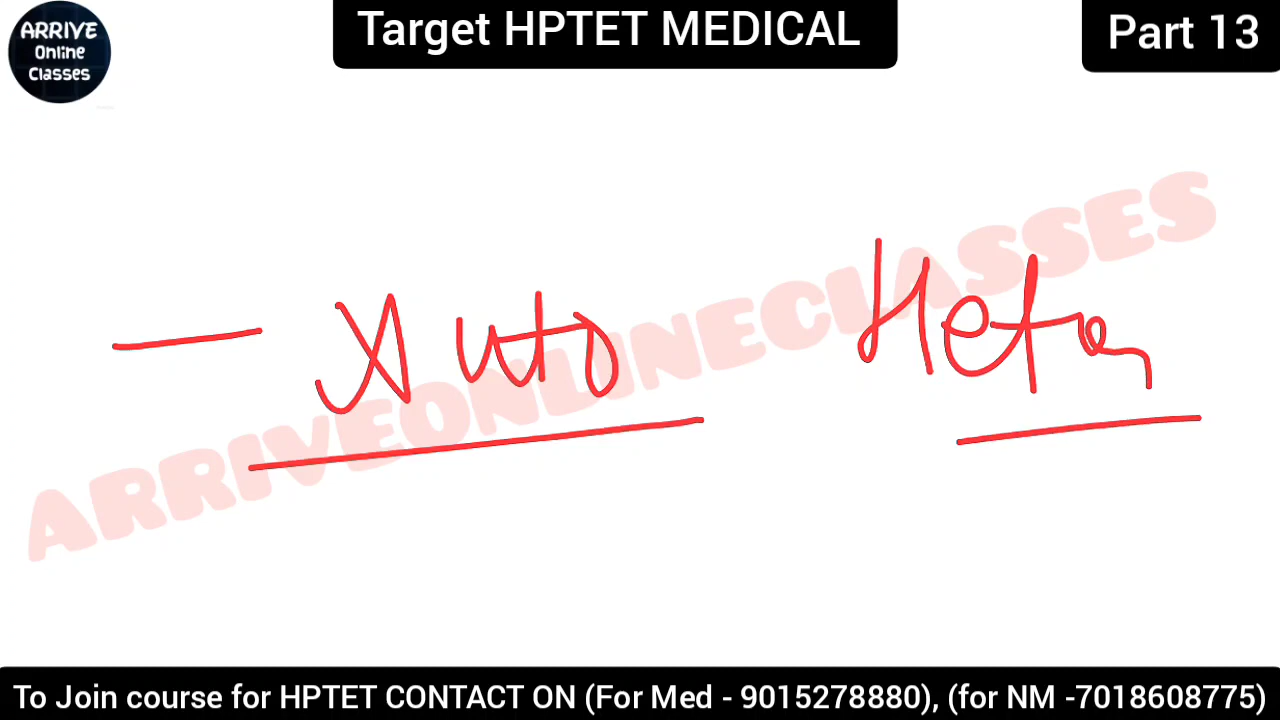 ARRIVE
Online
Classes
Target HPTET MEDICAL
Part 13
ARRIVEONLINECLASSES
— Auto Heter
To Join course for HPTET CONTACT ON (For Med - 9015278880), (for NM -7018608775)